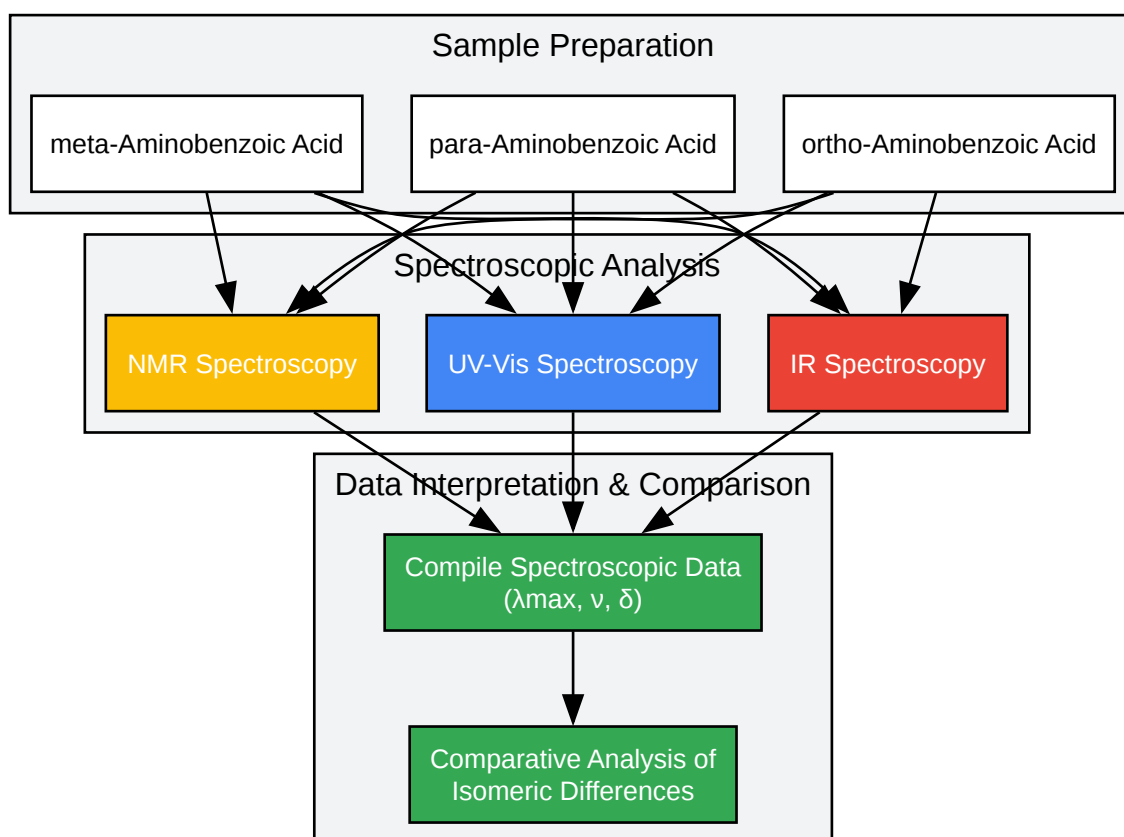 Sample Preparation
meta-Aminobenzoic Acid
para-Aminobenzoic Acid
ortho-Aminobenzoic Acid
Spectroscopic Analysis
NMR Spectroscopy
UV-Vis Spectroscopy
IR Spectroscopy
Data Interpretation & Comparison
Compile Spectroscopic Data
(λmax, ν, δ)
Comparative Analysis of
Isomeric Differences